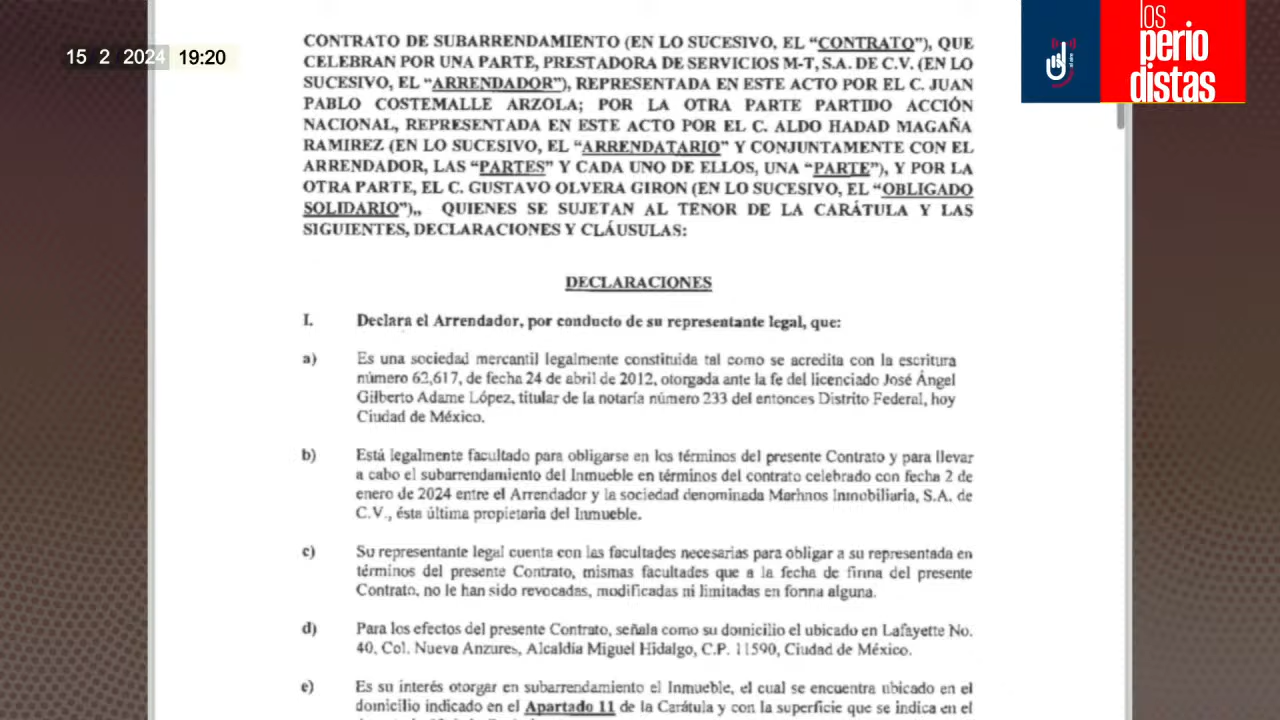 15 2 2024 19:20
los
perio
distas
CONTRATO DE SUBARRENDAMIENTO (EN LO SUCESIVO, EL “CONTRATO”), QUE
CELEBRAN POR UNA PARTE, PRESTADORA DE SERVICIOS M-T, S.A. DE C.V. (EN LO
SUCESIVO, EL “ARRENDADOR”), REPRESENTADA EN ESTE ACTO POR EL C. JUAN
PABLO COSTEMALLE ARZOLA; POR LA OTRA PARTE PARTIDO ACCIÓN
NACIONAL, REPRESENTADA EN ESTE ACTO POR EL C. ALDO HADAD MAGAÑA
RAMIREZ (EN LO SUCESIVO, EL “ARRENDATARIO” Y CONJUNTAMENTE CON EL
ARRENDADOR, LAS “PARTES” Y CADA UNO DE ELLOS, UNA “PARTE”), Y POR LA
OTRA PARTE, EL C. GUSTAVO OLVERA GIRON (EN LO SUCESIVO, EL “OBLIGADO
SOLIDARIO”),, QUIENES SE SUJETAN AL TENOR DE LA CARÁTULA Y LAS
SIGUIENTES, DECLARACIONES Y CLÁUSULAS:
DECLARACIONES
I. Declara el Arrendador, por conducto de su representante legal, que:
a) Es una sociedad mercantil legalmente constituida tal como se acredita con la escritura
número 62,617, de fecha 24 de abril de 2012, otorgada ante la fe del licenciado José Ángel
Gilberto Adame López, titular de la notaría número 233 del entonces Distrito Federal, hoy
Ciudad de México.
b) Está legalmente facultado para obligarse en los términos del presente Contrato y para llevar
a cabo el subarrendamiento del Inmueble en términos del contrato celebrado con fecha 2 de
enero de 2024 entre el Arrendador y la sociedad denominada Marhnos Inmobiliaria, S.A. de
C.V., ésta última propietaria del Inmueble.
c) Su representante legal cuenta con las facultades necesarias para obligar a su representada en
términos del presente Contrato, mismas facultades que a la fecha de firma del presente
Contrato, no le han sido revocadas, modificadas ni limitadas en forma alguna.
d) Para los efectos del presente Contrato, señala como su domicilio el ubicado en Lafayette No.
40, Col. Nueva Anzures, Alcaldía Miguel Hidalgo, C.P. 11590, Ciudad de México.
e) Es su interés otorgar en subarrendamiento el Inmueble, el cual se encuentra ubicado en el
domicilio indicado en el Apartado 11 de la Carátula y con la superficie que se indica en el